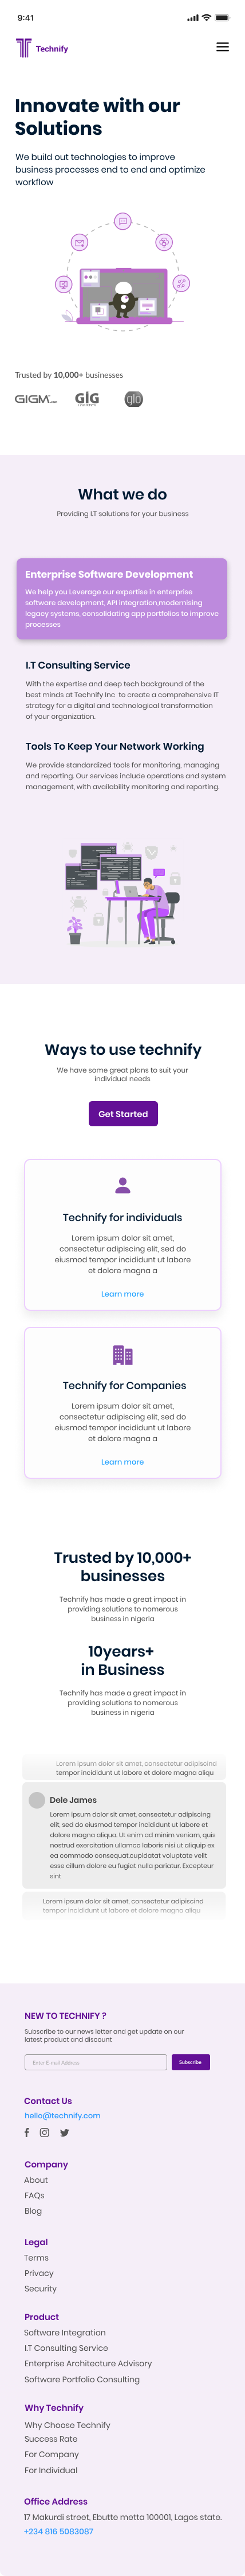 9:41
Technify
Innovate with our
Solutions
We build out technologies to improve
business processes end to end and optimize
workflow
Trusted by 10,000+ businesses
GIGM
GIG
glo
What we do
Providing I.T solutions for your business
Enterprise Software Development
We help you Leverage our expertise in enterprise
software development, API integration,modernising
legacy systems, consolidating app portfolios to improve
processes
I.T Consulting Service
With the expertise and deep tech background of the
best minds at Technify Inc to create a comprehensive IT
strategy for a digital and technological transformation
of your organization.
Tools To Keep Your Network Working
We provide standardized tools for monitoring, managing
and reporting. Our services include operations and system
management, with availability monitoring and reporting.
Ways to use technify
We have some great plans to suit your
individual needs
Get Started
Technify for individuals
Lorem ipsum dolor sit amet,
consectetur adipiscing elit, sed do
eiusmod tempor incididunt ut labore
et dolore magna a
Learn more
Technify for Companies
Lorem ipsum dolor sit amet,
consectetur adipiscing elit, sed do
eiusmod tempor incididunt ut labore
et dolore magna a
Learn more
Trusted by 10,000+
businesses
Technify has made a great impact in
providing solutions to nomerous
business in nigeria
10years+
in Business
Technify has made a great impact in
providing solutions to nomerous
business in nigeria
Lorem ipsum dolor sit amet, consectetur adipiscing
tempor incididunt ut labore et dolore magna aliqu
Dele James
Lorem ipsum dolor sit amet, consectetur adipiscing
elit, sed do eiusmod tempor incididunt ut labore et
dolore magna aliqua. Ut enim ad minim veniam, quis
nostrud exercitation ullamco laboris nisi ut aliquip ex
ea commodo consequat.cupidatat voluptate velit
esse cillum dolore eu fugiat nulla pariatur. Excepteur
sint
Lorem ipsum dolor sit amet, consectetur adipiscing
tempor incididunt ut labore et dolore magna aliqu
NEW TO TECHNIFY ?
Subscribe to our news letter and get update on our
latest product and discount
Enter E-mail Address
Subscribe
Contact Us
hello@technify.com
Company
About
FAQs
Blog
Legal
Terms
Privacy
Security
Product
Software Integration
I.T Consulting Service
Enterprise Architecture Advisory
Software Portfolio Consulting
Why Technify
Why Choose Technify
Success Rate
For Company
For Individual
Office Address
17 Makurdi street, Ebutte metta 100001, Lagos state.
+234 816 5083087